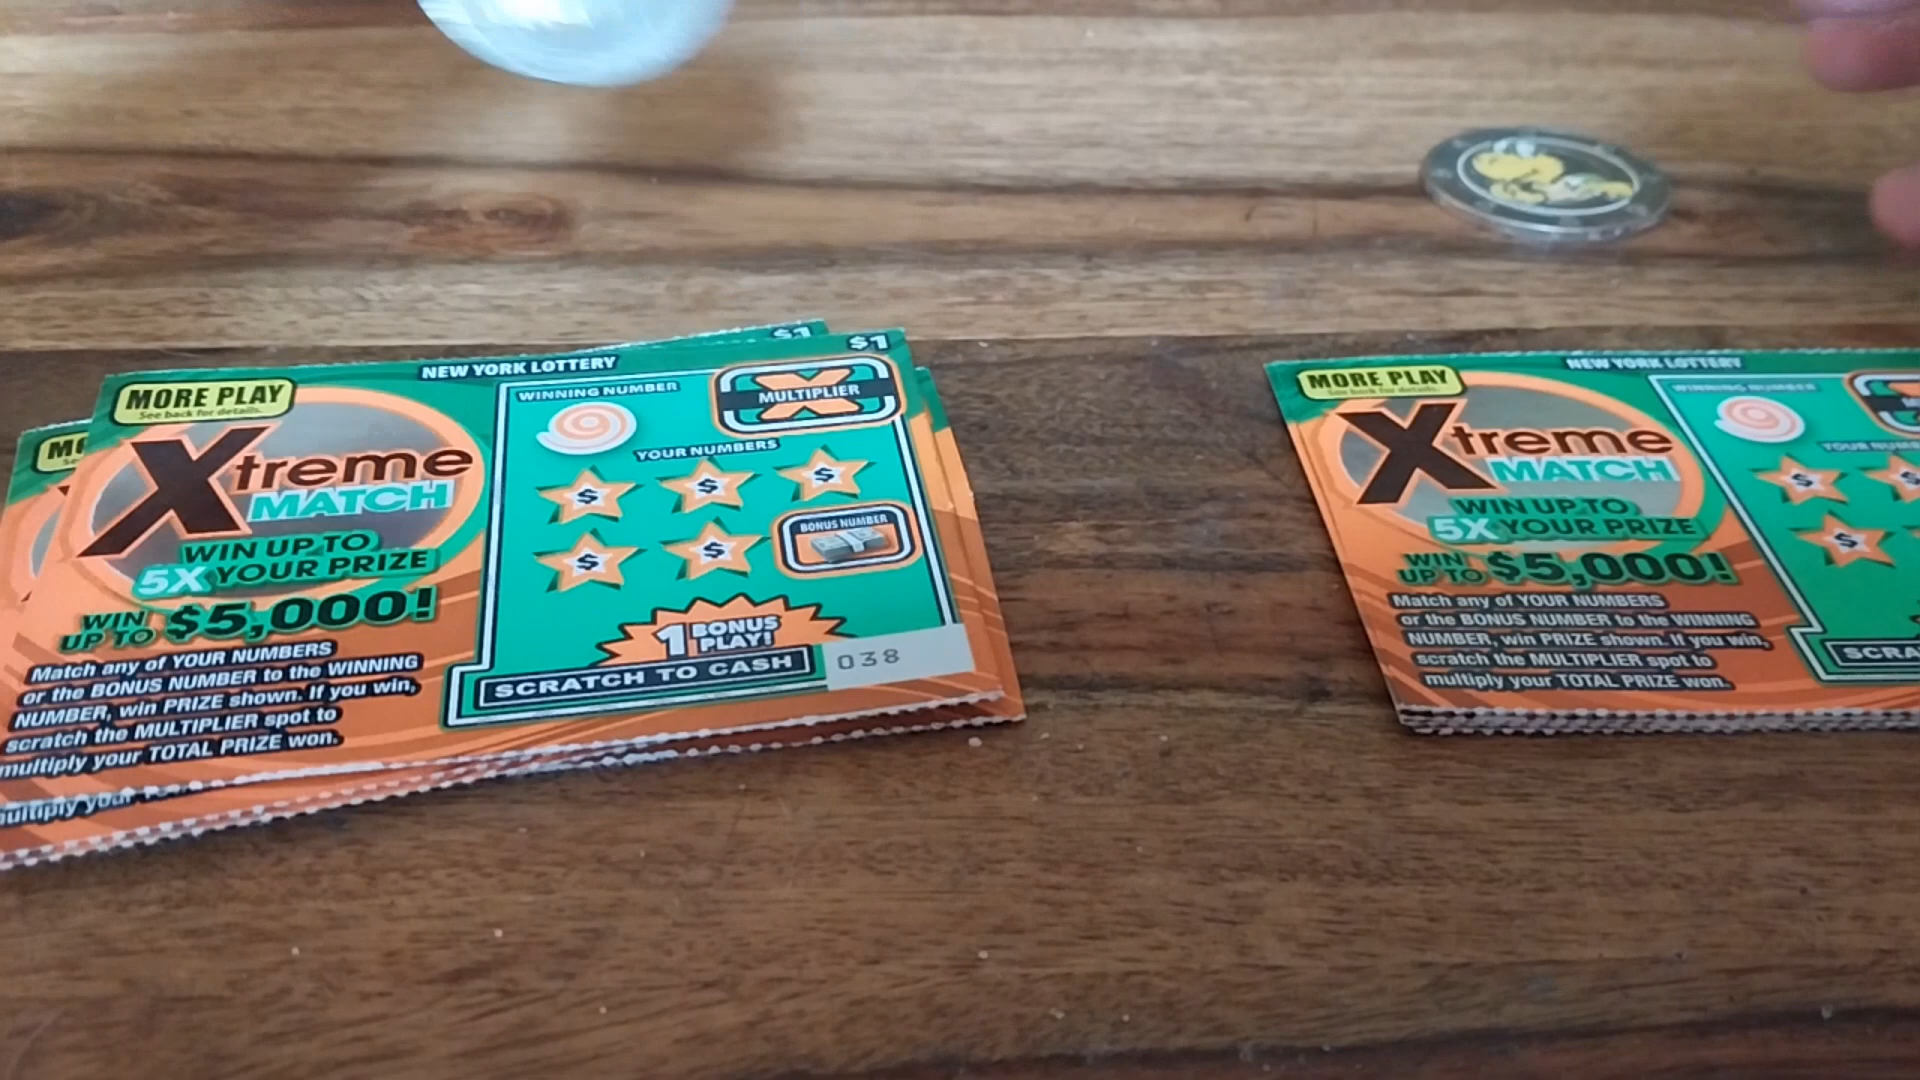 $1
NEW YORK LOTTERY
$1
MORE PLAY
See back for details.
WINNING NUMBER
MULTIPLIER
YOUR NUMBERS
$ $ $
Xtreme
MATCH
WIN UP TO
5X YOUR PRIZE
$ $
BONUS NUMBER
WIN
UP TO $5,000!
1 BONUS
PLAY!
SCRATCH TO CASH
038
Match any of YOUR NUMBERS
or the BONUS NUMBER to the WINNING
NUMBER, win PRIZE shown. If you win,
scratch the MULTIPLIER spot to
multiply your TOTAL PRIZE won.
multiply your
NEW YORK LOTTERY
MORE PLAY
See back for details.
WINNING NUMBER
Xtreme
MATCH
WIN UP TO
5X YOUR PRIZE
$ $
$
WIN
UP TO $5,000!
Match any of YOUR NUMBERS
or the BONUS NUMBER to the WINNING
NUMBER, win PRIZE shown. If you win,
scratch the MULTIPLIER spot to
multiply your TOTAL PRIZE won.